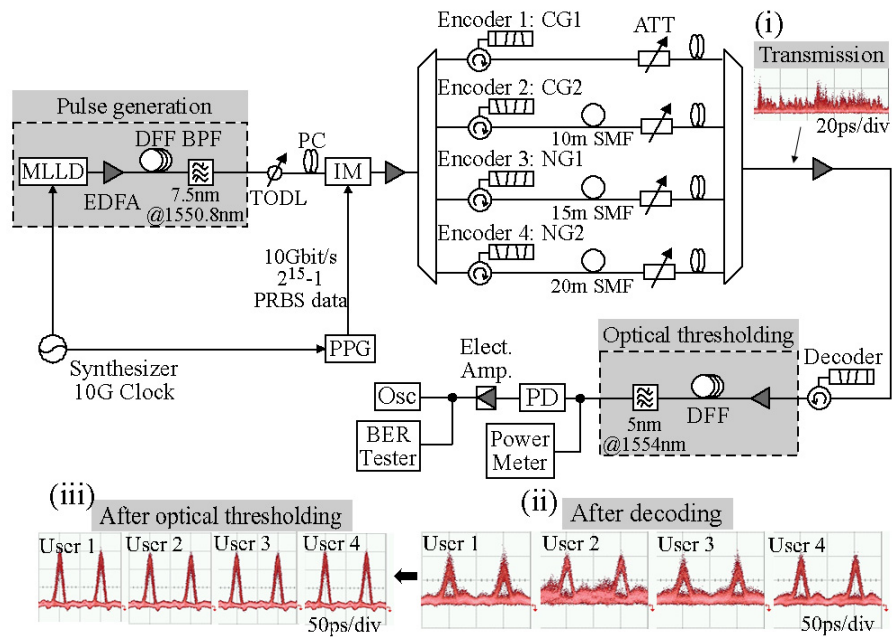 Encoder 1: CG1
ATT
(i)
Transmission
20ps/div
Pulse generation
Encoder 2: CG2
10m SMF
DFF BPF
PC
MLLD
EDFA
7.5nm
@1550.8nm
TODL
IM
Encoder 3: NG1
15m SMF
Encoder 4: NG2
20m SMF
10Gbit/s
2¹⁵-1
PRBS data
Synthesizer
10G Clock
PPG
Optical thresholding
Decoder
Elect.
Amp.
Osc
PD
5nm
@1554nm
DFF
BER
Tester
Power
Meter
(iii)
After optical thresholding
User 1
User 2
User 3
User 4
50ps/div
(ii)
After decoding
User 1
User 2
User 3
User 4
50ps/div